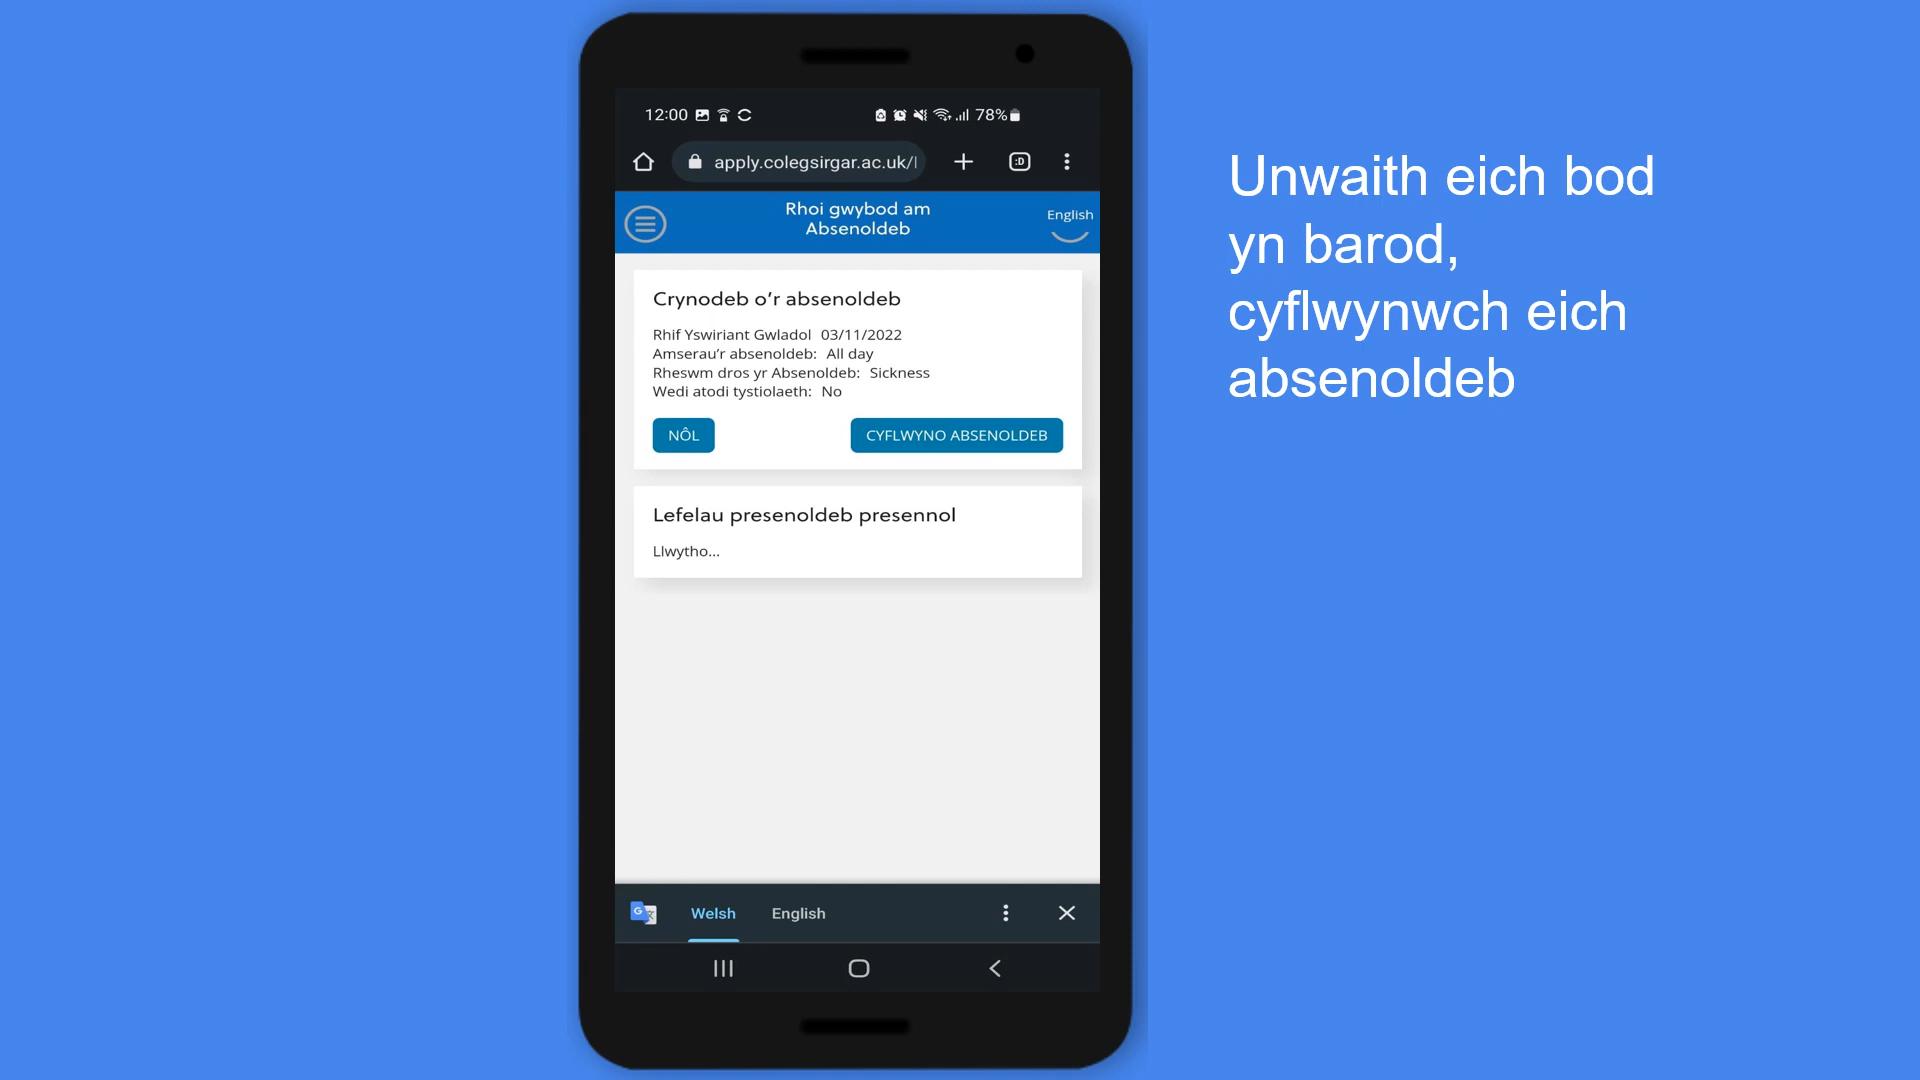 12:00
78%
apply.colegsirgar.ac.uk/
Rhoi gwybod am
Absenoldeb
English
Crynodeb o’r absenoldeb
Rhif Yswiriant Gwladol 03/11/2022
Amserau’r absenoldeb: All day
Rheswm dros yr Absenoldeb: Sickness
Wedi atodi tystiolaeth: No
NÔL
CYFLWYNO ABSENOLDEB
Lefelau presenoldeb presennol
Llwytho...
Welsh
English
Unwaith eich bod
yn barod,
cyflwynwch eich
absenoldeb